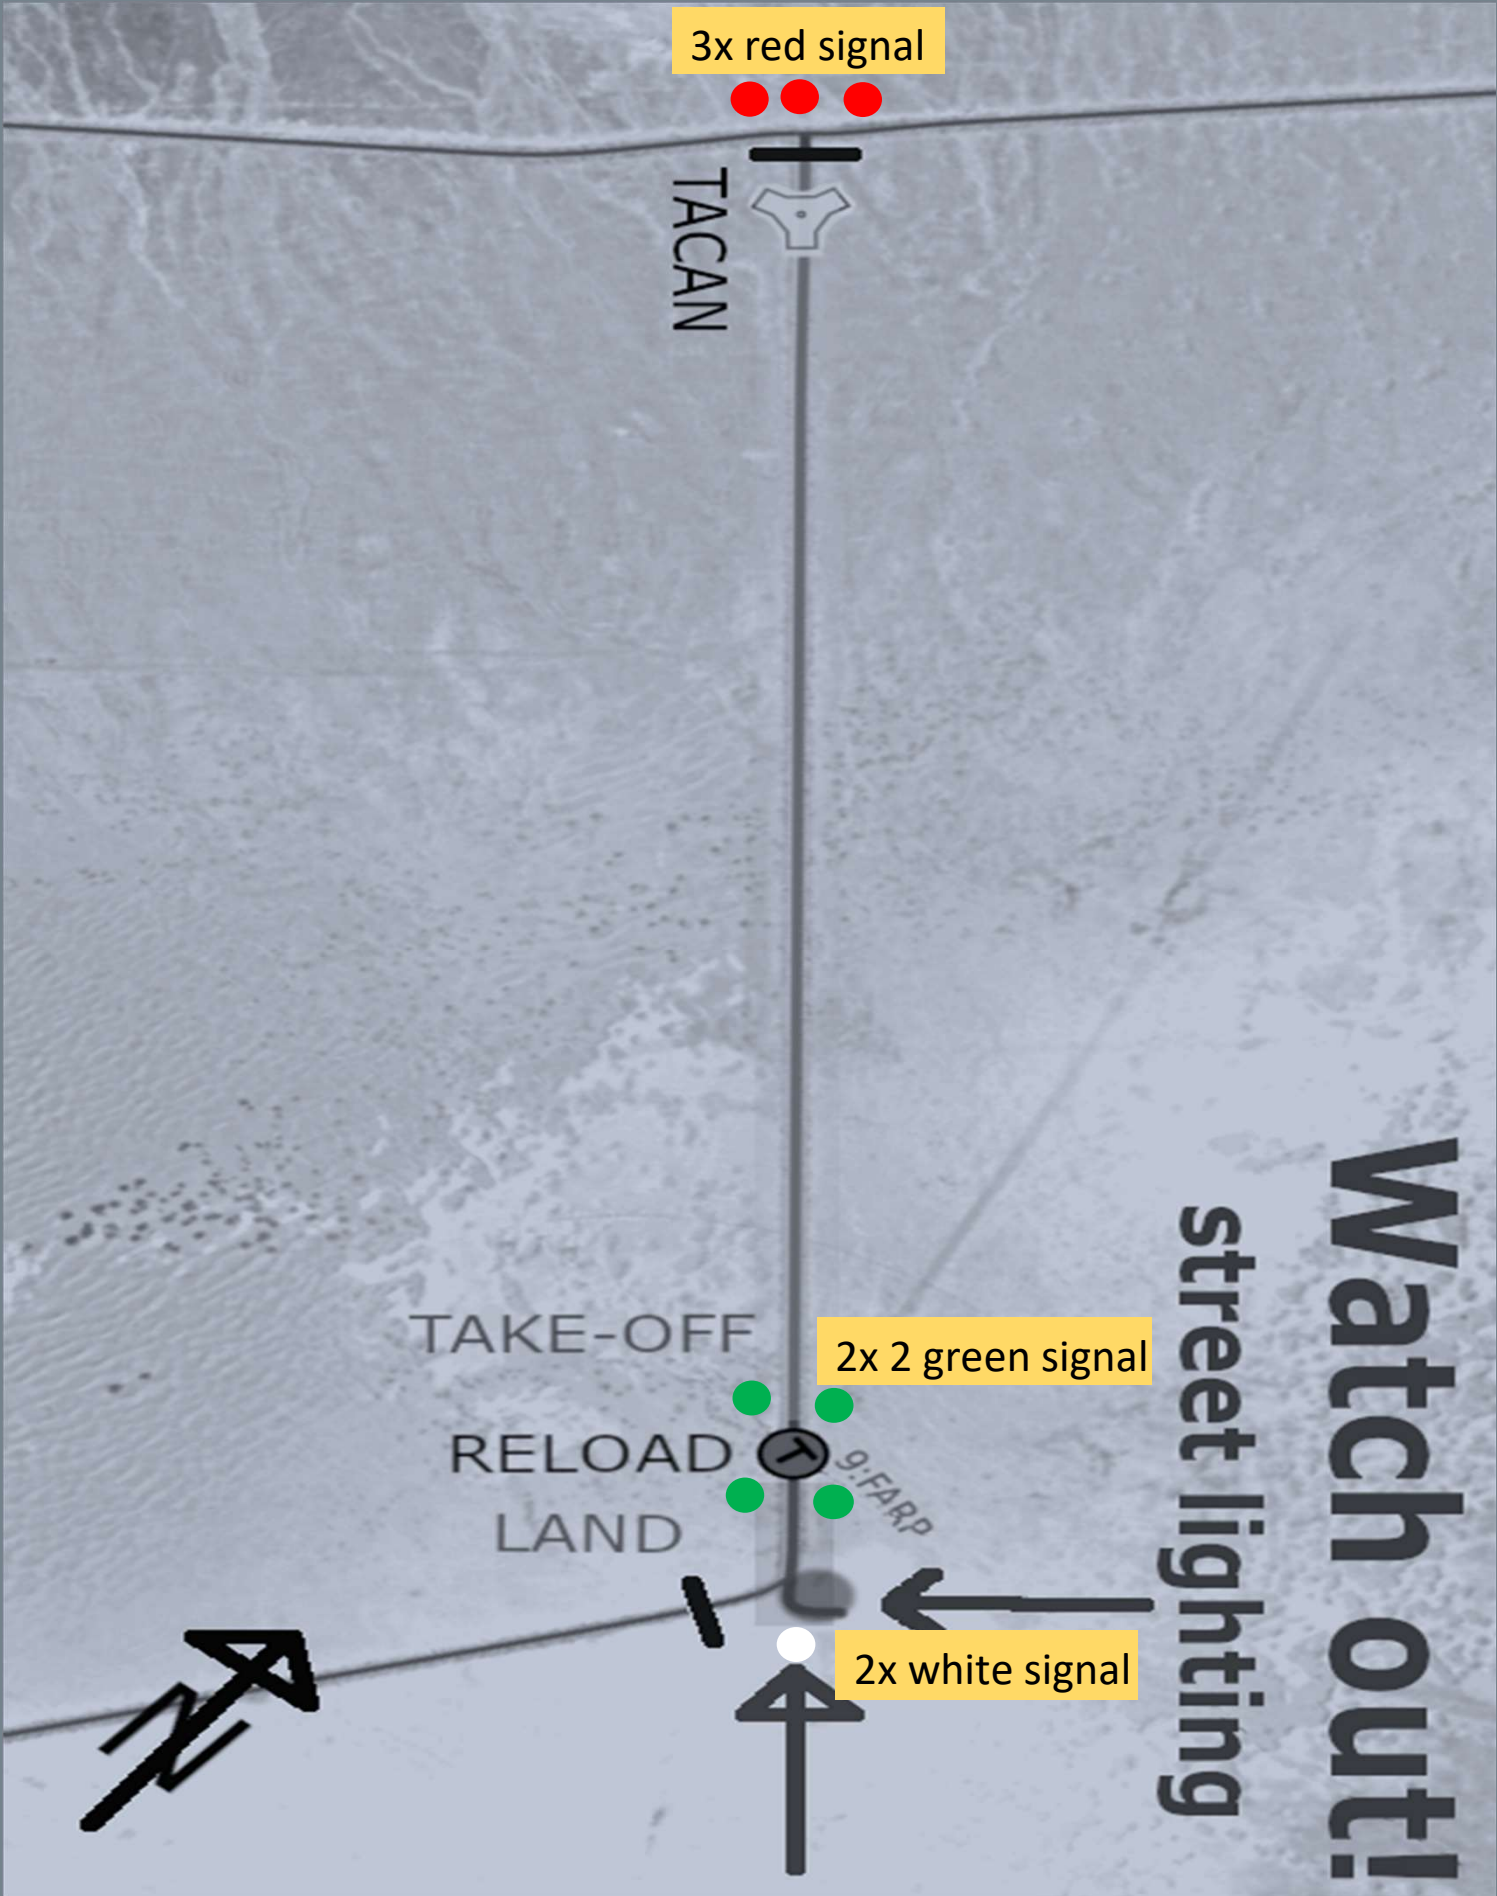 3x red signal
TACAN
TAKE-OFF
2x 2 green signal
RELOAD
T
9:FARP
LAND
2x white signal
N
Watch out!
street lighting